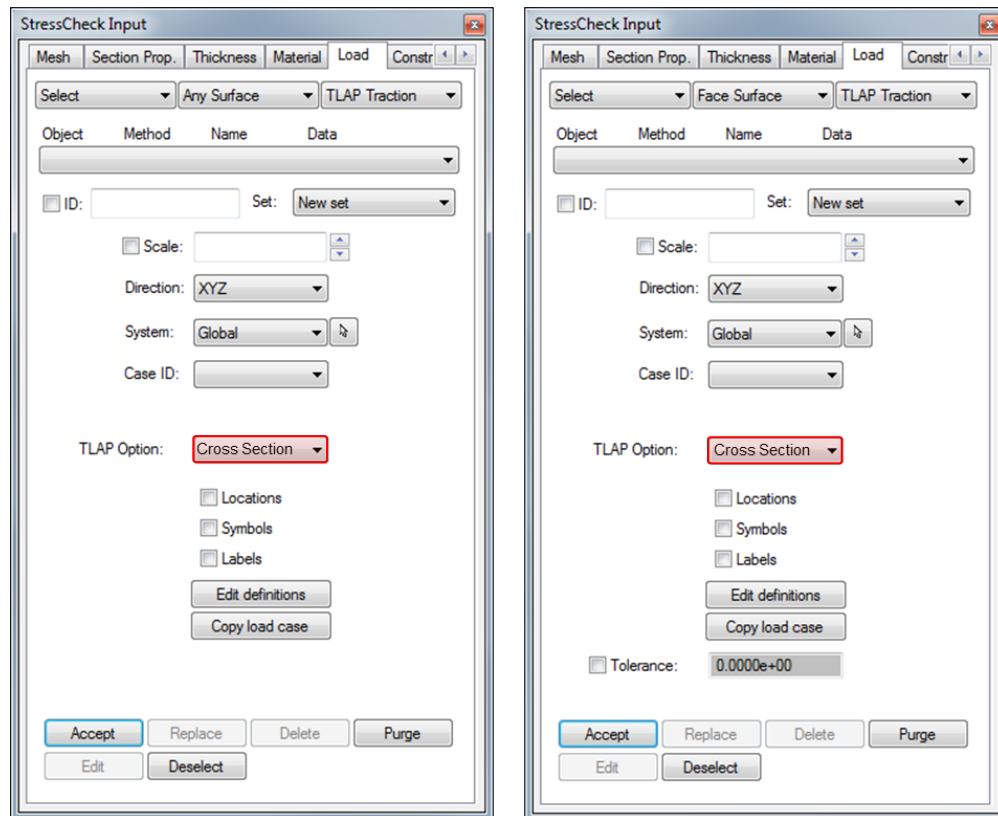 StressCheck Input
Mesh Section Prop. Thickness Material Load Constr
Select Any Surface TLAP Traction
Object Method Name Data
ID: Set: New set
Scale:
Direction: XYZ
System: Global
Case ID:
TLAP Option: Cross Section
Locations
Symbols
Labels
Edit definitions
Copy load case
Accept Replace Delete Purge
Edit Deselect
StressCheck Input
Mesh Section Prop. Thickness Material Load Constr
Select Face Surface TLAP Traction
Object Method Name Data
ID: Set: New set
Scale:
Direction: XYZ
System: Global
Case ID:
TLAP Option: Cross Section
Locations
Symbols
Labels
Edit definitions
Copy load case
Tolerance: 0.0000e+00
Accept Replace Delete Purge
Edit Deselect